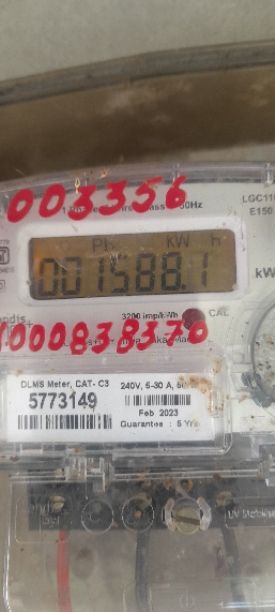 003356
LGC11
E150
50Hz
Ph kW h
001588.1
kW
3200 imp/kWh
CAL
1000838370
DLMS Meter, CAT- C3
240V, 5-30 A, 50
5773149
Feb 2023
Guarantee : 5 Yrs